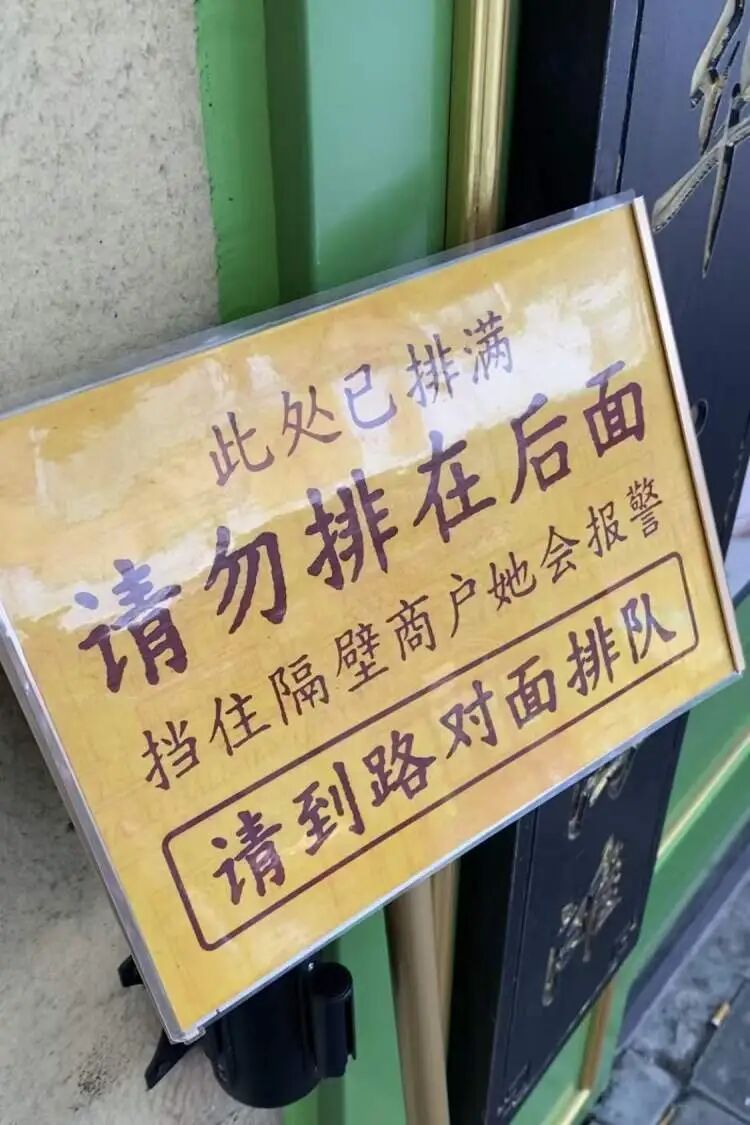 此处已排满
请勿排在后面
挡住隔壁商户她会报警
请到路对面排队